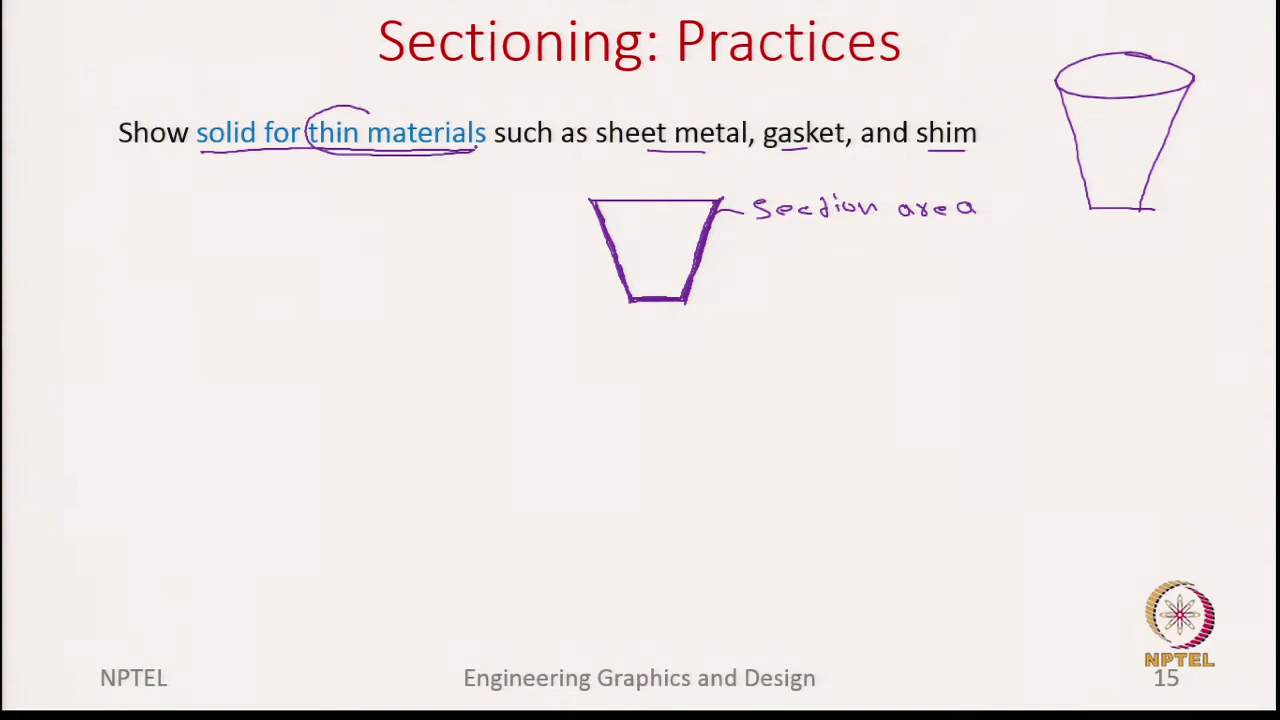 Sectioning: Practices
Show solid for thin materials such as sheet metal, gasket, and shim
Section area
NPTEL
NPTEL
Engineering Graphics and Design
15